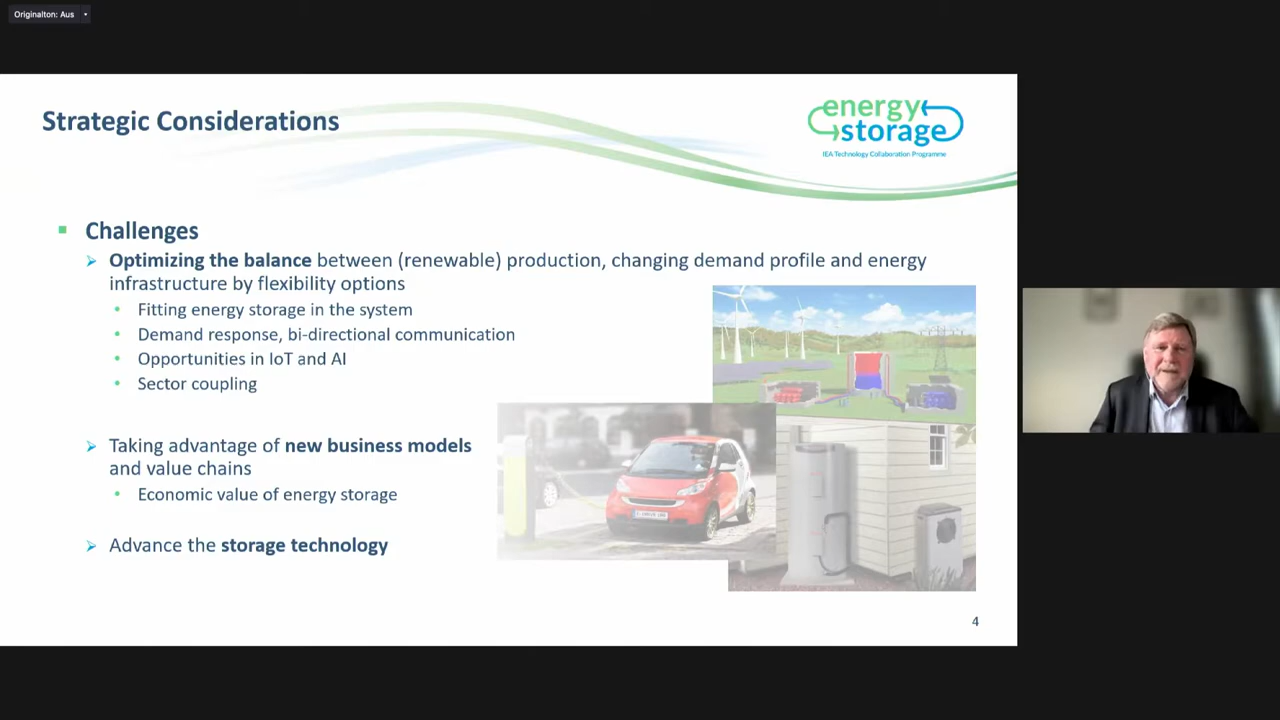 Originalton: Aus
Strategic Considerations
energy
storage
IEA Technology Collaboration Programme
Challenges
Optimizing the balance between (renewable) production, changing demand profile and energy
infrastructure by flexibility options
Fitting energy storage in the system
Demand response, bi-directional communication
Opportunities in IoT and AI
Sector coupling
Taking advantage of new business models
and value chains
Economic value of energy storage
Advance the storage technology
4